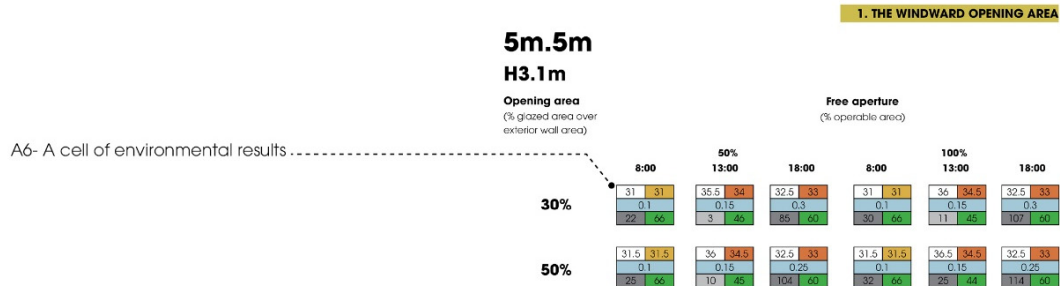 1. THE WINDWARD OPENING AREA
5m.5m
H3.1m
Opening area
(% glazed area over
exterior wall area)
Free aperture
(% operable area)
A6- A cell of environmental results
50% 100%
8:00 13:00 18:00 8:00 13:00 18:00
30%
31 31 35.5 34 32.5 33 31 31 36 34.5 32.5 33
0.1 0.15 0.3 0.1 0.15 0.3
22 66 3 46 85 60 30 66 11 45 107 60
50%
31.5 31.5 36 34.5 32.5 33 31.5 31.5 36.5 34.5 32.5 33
0.1 0.15 0.25 0.1 0.15 0.25
25 66 10 45 104 60 32 66 25 44 114 60